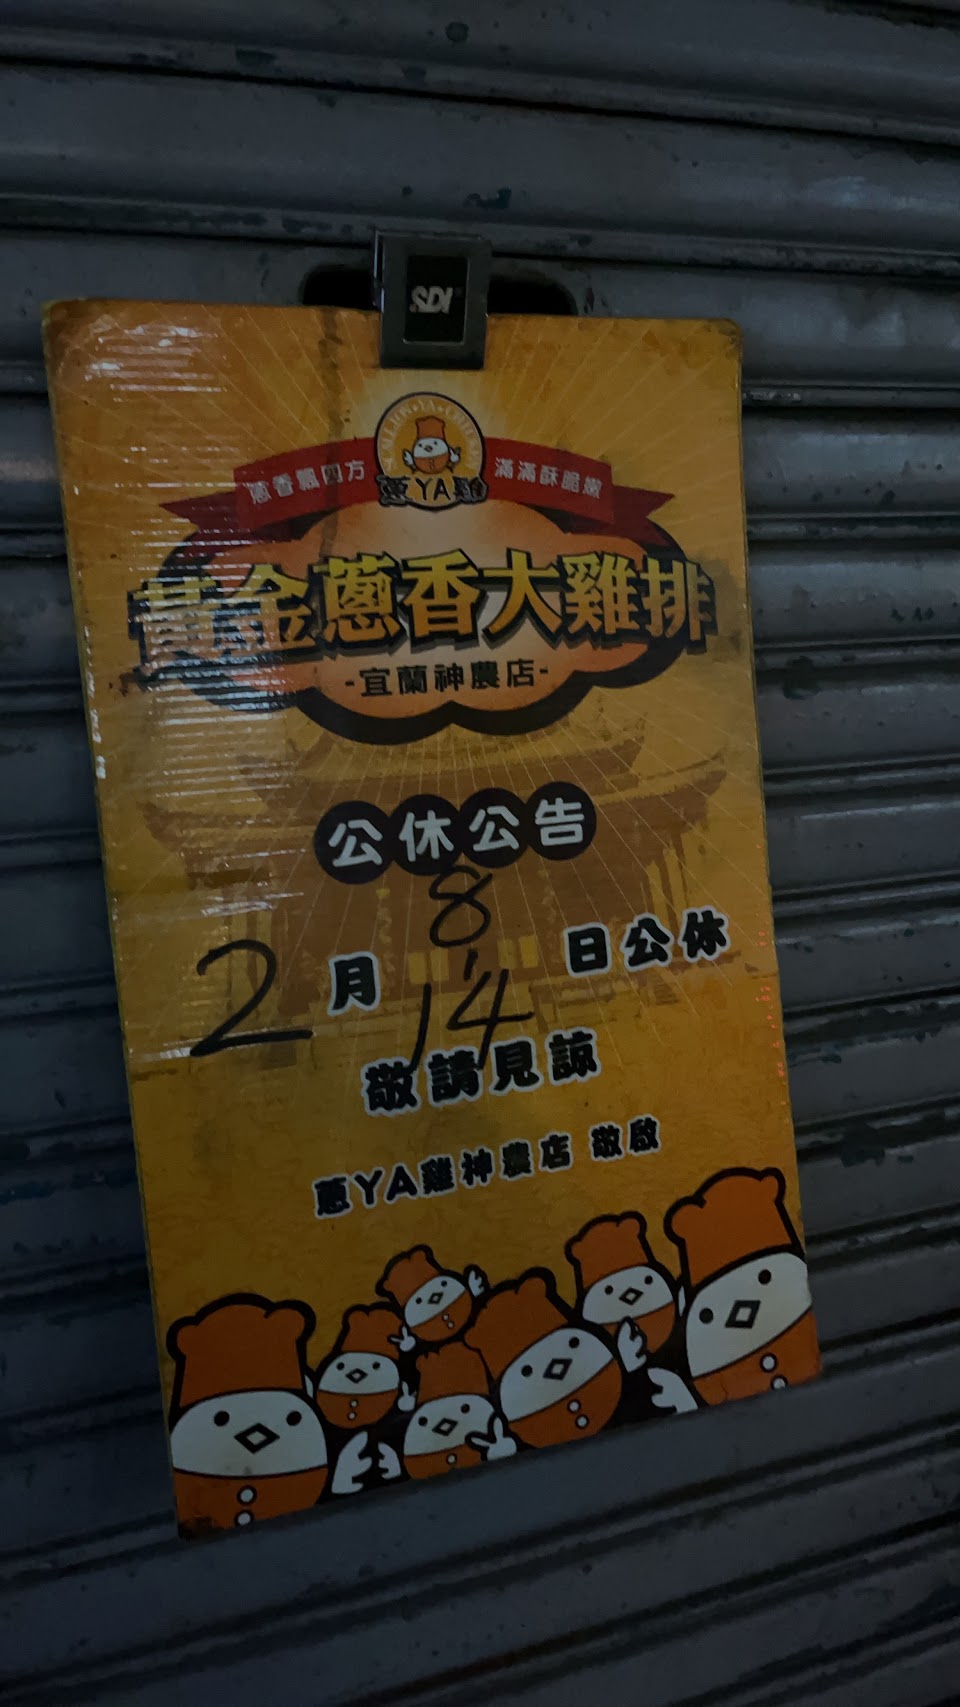 SDI
蔥香飄四方
滿滿酥脆嫩
蔥YA雞
黃金蔥香大雞排
-宜蘭神農店-
公休公告
2月8、14日公休
敬請見諒
蔥YA雞神農店 敬啟